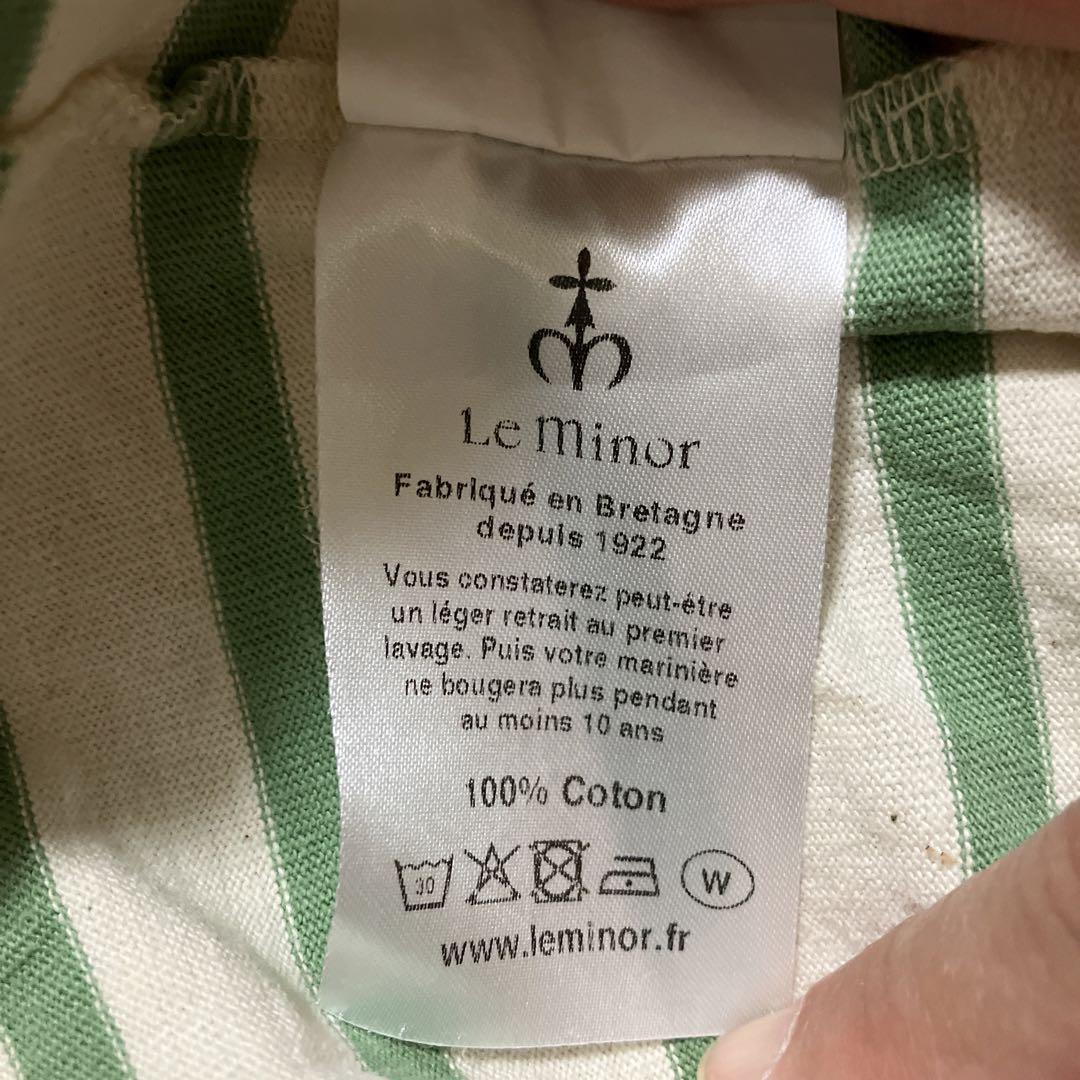 Le Minor
Fabriqué en Bretagne
depuis 1922
Vous constaterez peut-être
un léger retrait au premier
lavage. Puis votre marinière
ne bougera plus pendant
au moins 10 ans
100% Coton
30 W
www.leminor.fr